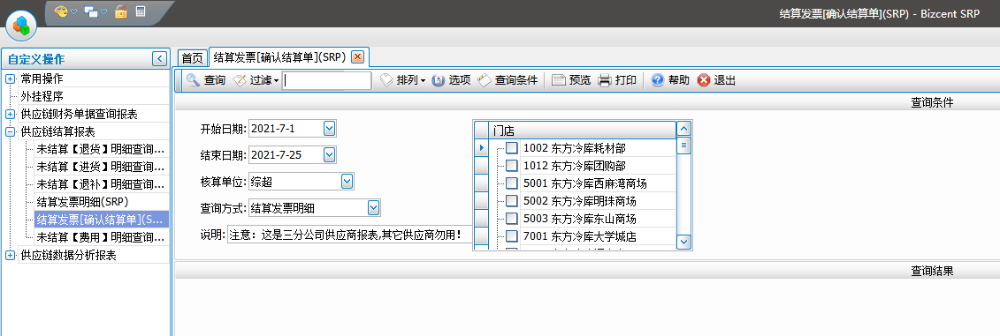 结算发票[确认结算单](SRP) - Bizcent SRP
自定义操作
常用操作
外挂程序
供应链财务单据查询报表
供应链结算报表
未结算【退货】明细查询...
未结算【进货】明细查询...
未结算【退补】明细查询...
结算发票明细(SRP)
结算发票[确认结算单](S...
未结算【费用】明细查询...
供应链数据分析报表
首页 结算发票[确认结算单](SRP)
查询 过滤 排列 选项 查询条件 预览 打印 帮助 退出
查询条件
开始日期: 2021-7-1
结束日期: 2021-7-25
核算单位: 综超
查询方式: 结算发票明细
说明: 注意：这是三分公司供应商报表,其它供应商勿用！
门店
1002 东方冷库耗材部
1012 东方冷库团购部
5001 东方冷库西麻湾商场
5002 东方冷库明珠商场
5003 东方冷库东山商场
7001 东方冷库大学城店
查询结果